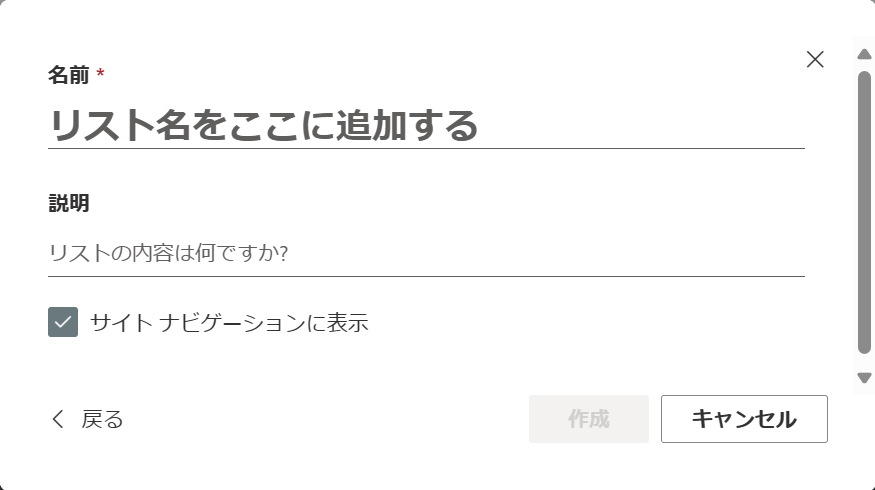 名前 *
リスト名をここに追加する
説明
リストの内容は何ですか?
サイト ナビゲーションに表示
戻る
作成
キャンセル